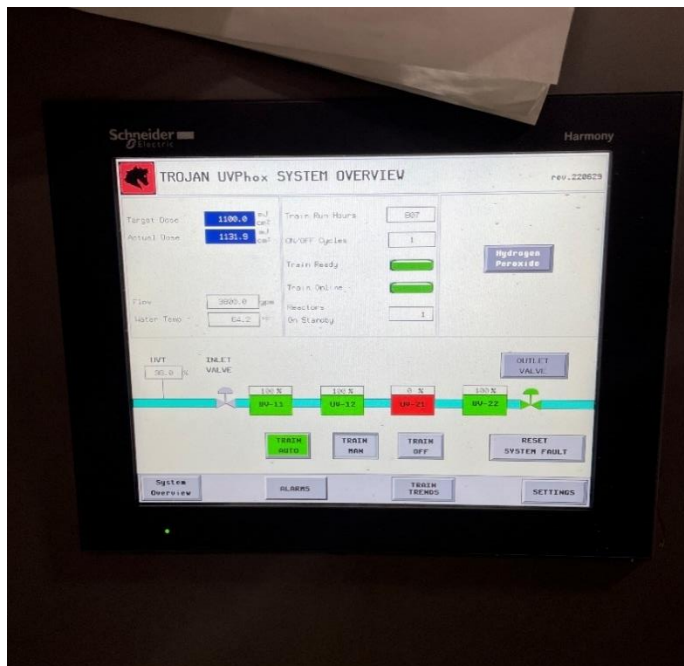 Schneider
Electric
Harmony
TROJAN UVPhox SYSTEM OVERVIEW
rev.220629
Target Dose 1100.0 mJ cm2
Actual Dose 1131.9 mJ cm2
Flow gpm
Water Temp 64.2 °F
Train Run Hours 807
ON/OFF Cycles 1
Train Ready
Train Online
Reactors
On Standby 1
Hydrogen
Peroxide
UVT
%
INLET
VALVE
OUTLET
VALVE
100 % 100 % 0 % 100 %
UV-11 UV-12 UV-21 UV-22
TRAIN
AUTO
TRAIN
MAN
TRAIN
OFF
RESET
SYSTEM FAULT
System
Overview
ALARMS
TRAIN
TRENDS
SETTINGS